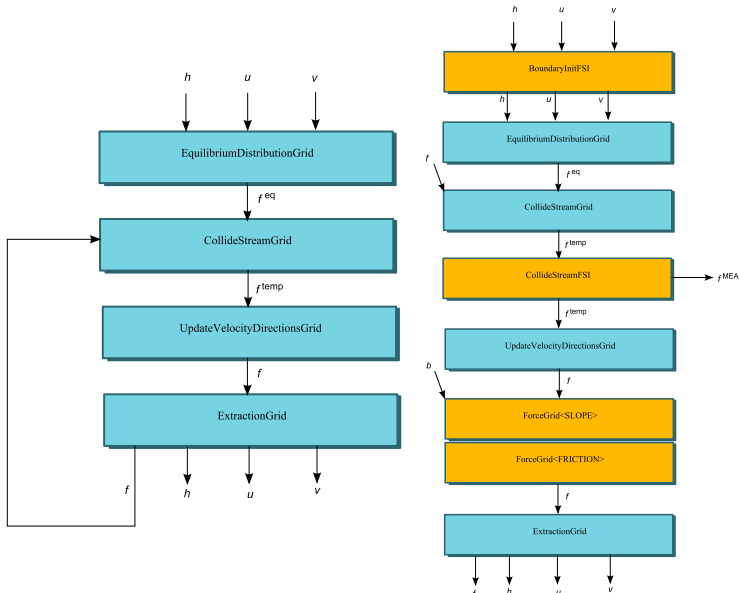 h u v
EquilibriumDistributionGrid
f eq
CollideStreamGrid
f temp
UpdateVelocityDirectionsGrid
f
ExtractionGrid
f h u v
h u v
BoundaryInitFSI
h u v
EquilibriumDistributionGrid
f f eq
CollideStreamGrid
f temp
CollideStreamFSI
f MEA
f temp
UpdateVelocityDirectionsGrid
b f
ForceGrid<SLOPE>
ForceGrid<FRICTION>
f
ExtractionGrid
f h u v